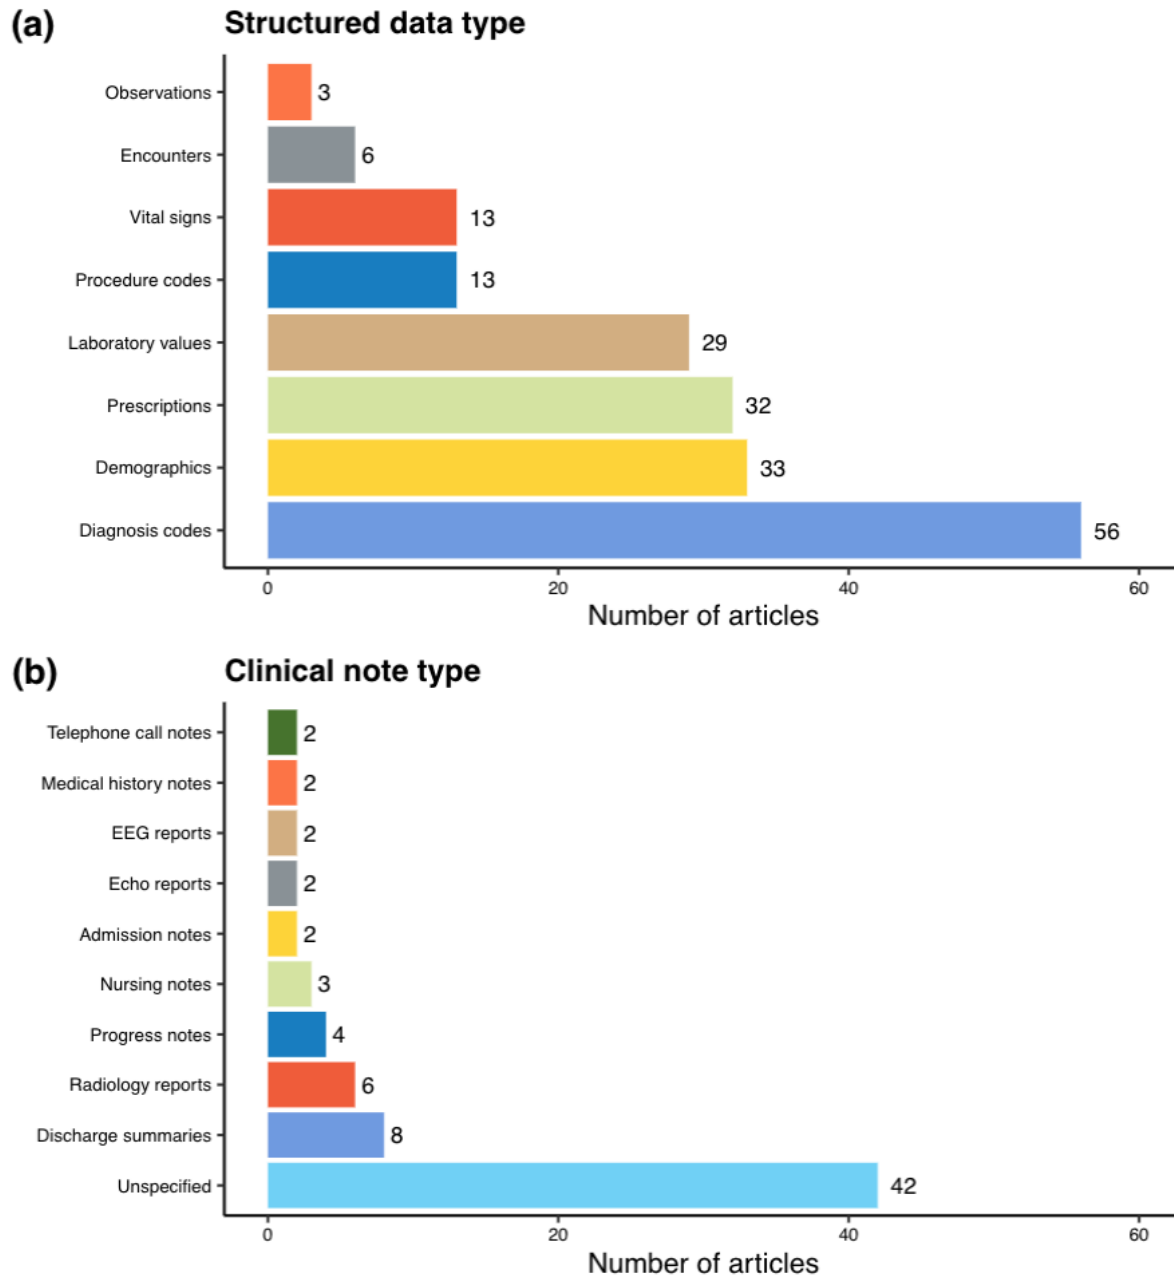 (a) Structured data type
Observations 3
Encounters 6
Vital signs 13
Procedure codes 13
Laboratory values 29
Prescriptions 32
Demographics 33
Diagnosis codes 56
0 20 40 60
Number of articles
(b) Clinical note type
Telephone call notes 2
Medical history notes 2
EEG reports 2
Echo reports 2
Admission notes 2
Nursing notes 3
Progress notes 4
Radiology reports 6
Discharge summaries 8
Unspecified 42
0 20 40 60
Number of articles